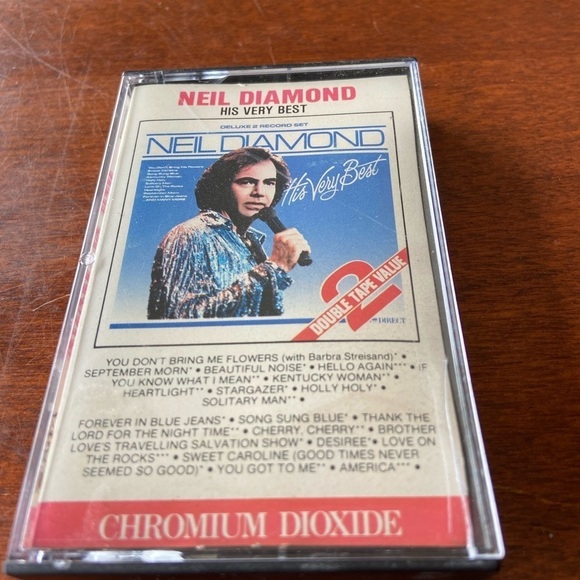 NEIL DIAMOND
HIS VERY BEST
DELUXE 2 RECORD SET
NEIL DIAMOND
His Very Best
2
DOUBLE TAPE VALUE
DIRECT
YOU DON'T BRING ME FLOWERS (with Barbra Streisand)* •
SEPTEMBER MORN* • BEAUTIFUL NOISE* • HELLO AGAIN*** • IF
YOU KNOW WHAT I MEAN** • KENTUCKY WOMAN** •
HEARTLIGHT** • STARGAZER* • HOLLY HOLY* •
SOLITARY MAN** •
FOREVER IN BLUE JEANS* • SONG SUNG BLUE* • THANK THE
LORD FOR THE NIGHT TIME** • CHERRY, CHERRY** • BROTHER
LOVE'S TRAVELLING SALVATION SHOW* • DESIREE* • LOVE ON
THE ROCKS*** • SWEET CAROLINE (GOOD TIMES NEVER
SEEMED SO GOOD)* • YOU GOT TO ME** • AMERICA*** •
CHROMIUM DIOXIDE